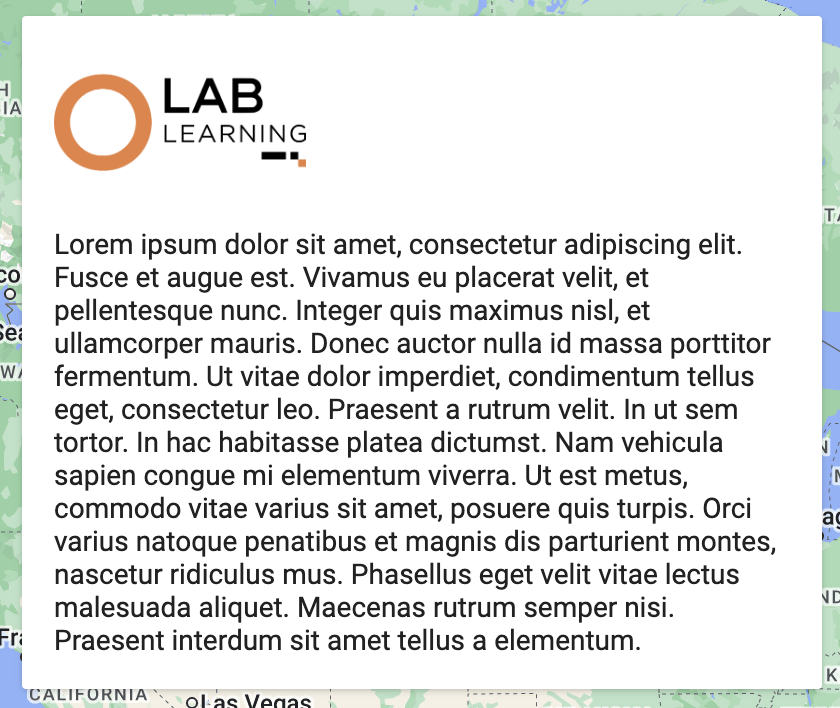 LAB
LEARNING
Lorem ipsum dolor sit amet, consectetur adipiscing elit.
Fusce et augue est. Vivamus eu placerat velit, et
pellentesque nunc. Integer quis maximus nisl, et
ullamcorper mauris. Donec auctor nulla id massa porttitor
fermentum. Ut vitae dolor imperdiet, condimentum tellus
eget, consectetur leo. Praesent a rutrum velit. In ut sem
tortor. In hac habitasse platea dictumst. Nam vehicula
sapien congue mi elementum viverra. Ut est metus,
commodo vitae varius sit amet, posuere quis turpis. Orci
varius natoque penatibus et magnis dis parturient montes,
nascetur ridiculus mus. Phasellus eget velit vitae lectus
malesuada aliquet. Maecenas rutrum semper nisi.
Praesent interdum sit amet tellus a elementum.
CALIFORNIA
Las Vegas